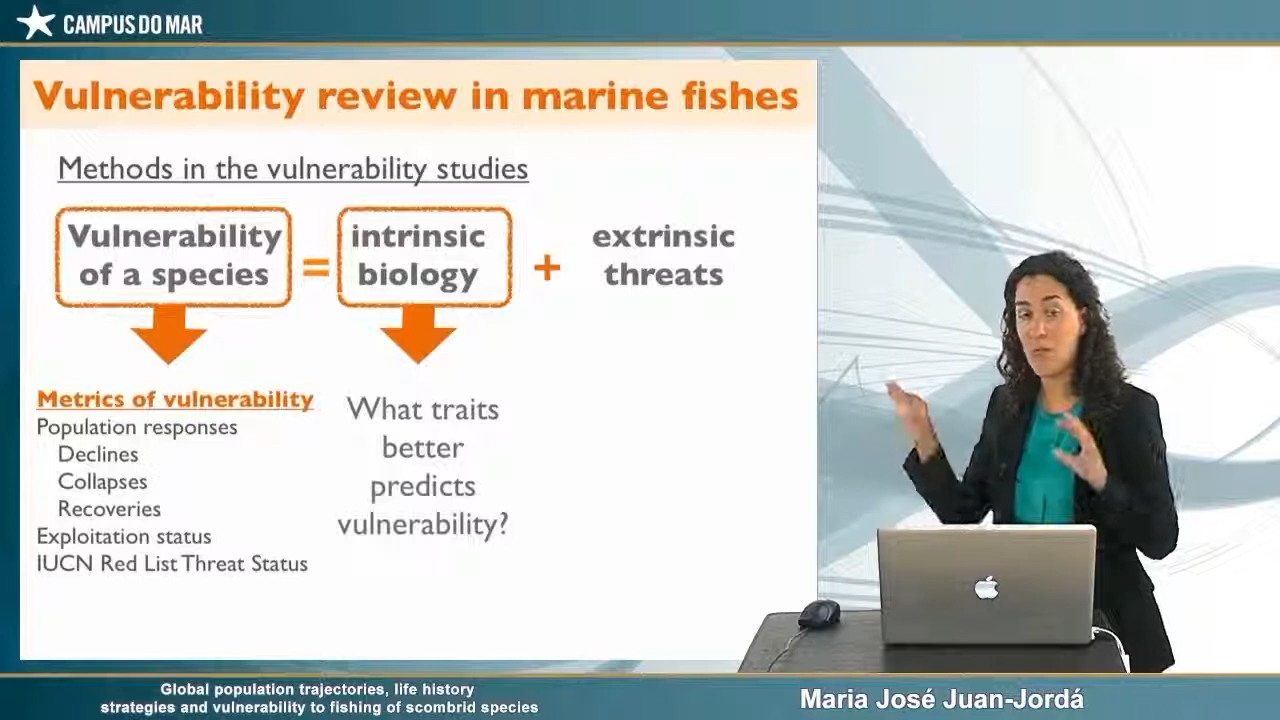 CAMPUS DO MAR
Vulnerability review in marine fishes
Methods in the vulnerability studies
Vulnerability
of a species
=
intrinsic
biology
+
extrinsic
threats
Metrics of vulnerability
Population responses
Declines
Collapses
Recoveries
Exploitation status
IUCN Red List Threat Status
What traits
better
predicts
vulnerability?
Global population trajectories, life history
strategies and vulnerability to fishing of scombrid species
Maria José Juan-Jordá